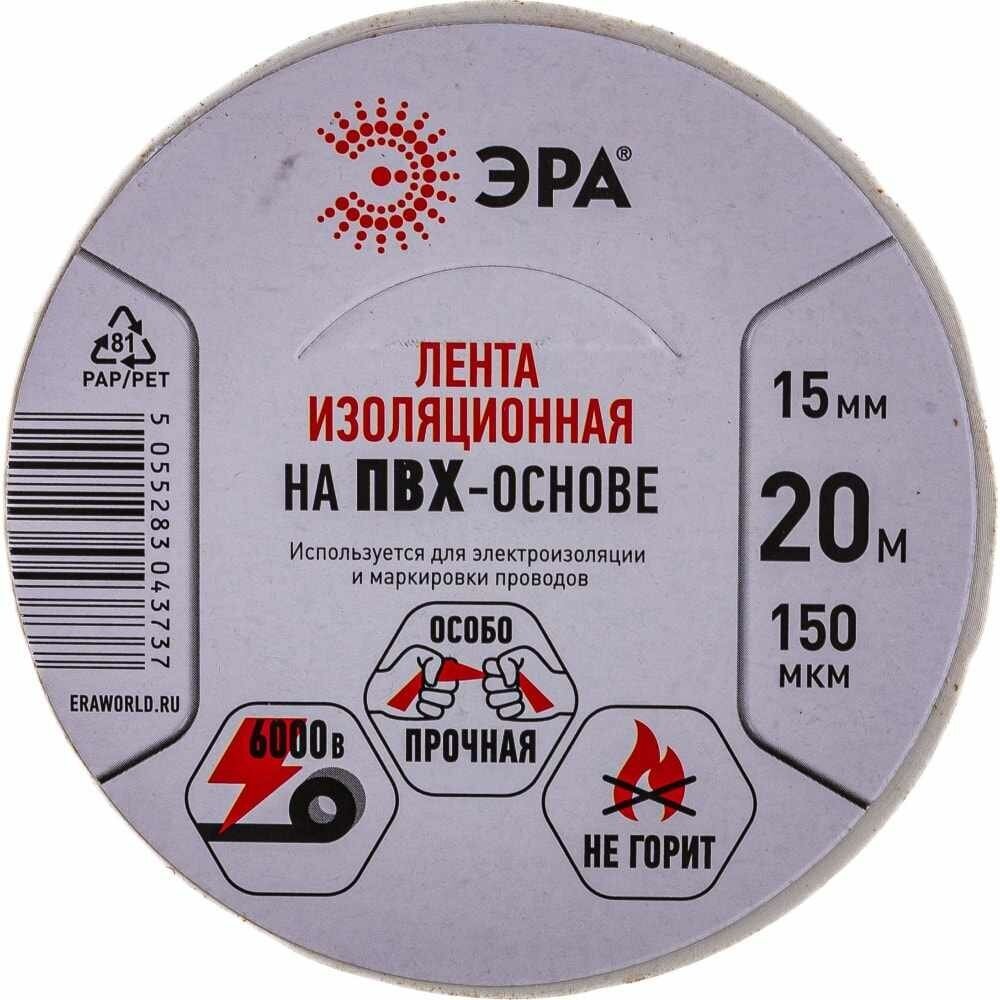 ЭРА®
ЛЕНТА
ИЗОЛЯЦИОННАЯ
НА ПВХ-ОСНОВЕ
Используется для электроизоляции
и маркировки проводов
81
PAP/PET
5 055283 043737
ERAWORLD.RU
15 мм
20 м
150
мкм
6000 в
ОСОБО
ПРОЧНАЯ
НЕ ГОРИТ